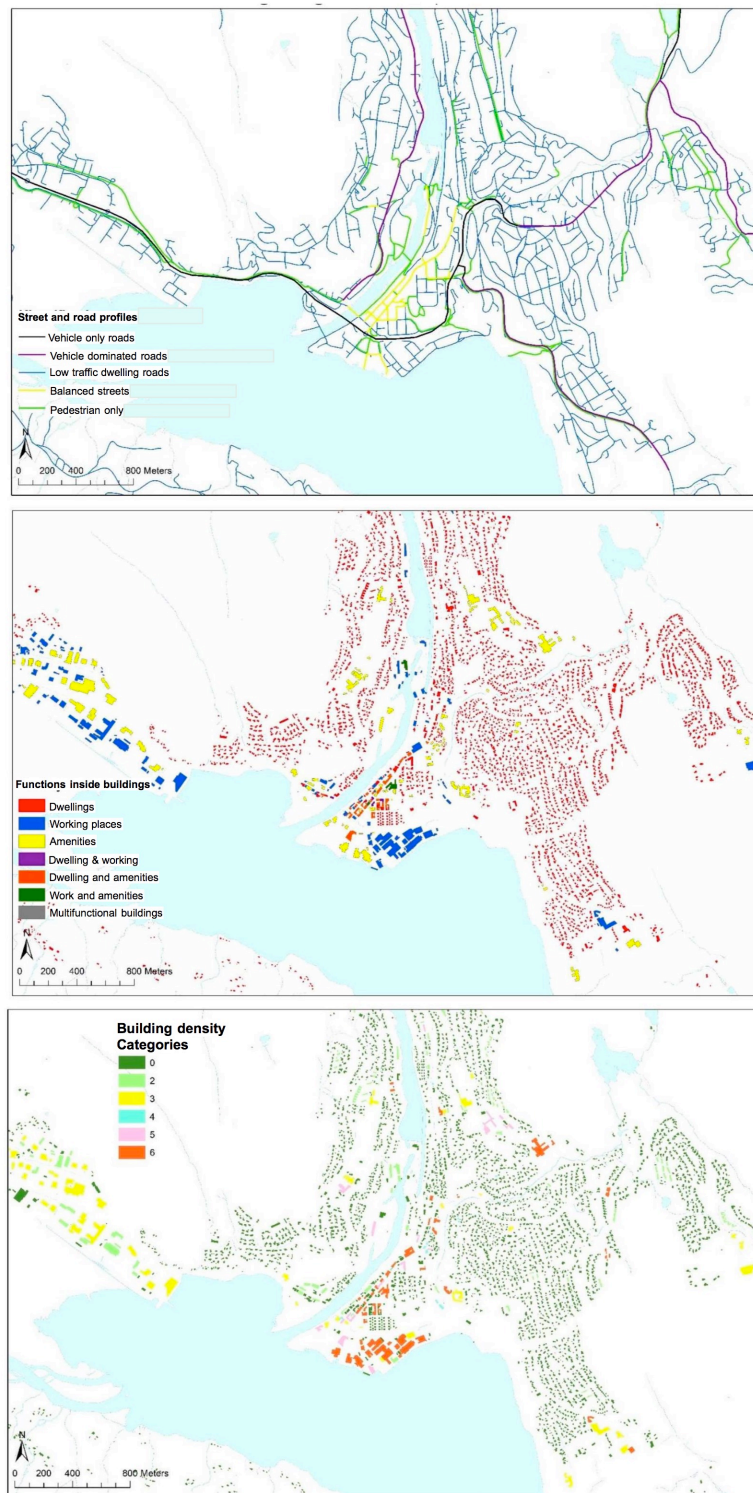 Street and road profiles
Vehicle only roads
Vehicle dominated roads
Low traffic dwelling roads
Balanced streets
Pedestrian only
N
0 200 400 800 Meters
Functions inside buildings
Dwellings
Working places
Amenities
Dwelling & working
Dwelling and amenities
Work and amenities
Multifunctional buildings
N
0 200 400 800 Meters
Building density
Categories
0
2
3
4
5
6
N
0 200 400 800 Meters